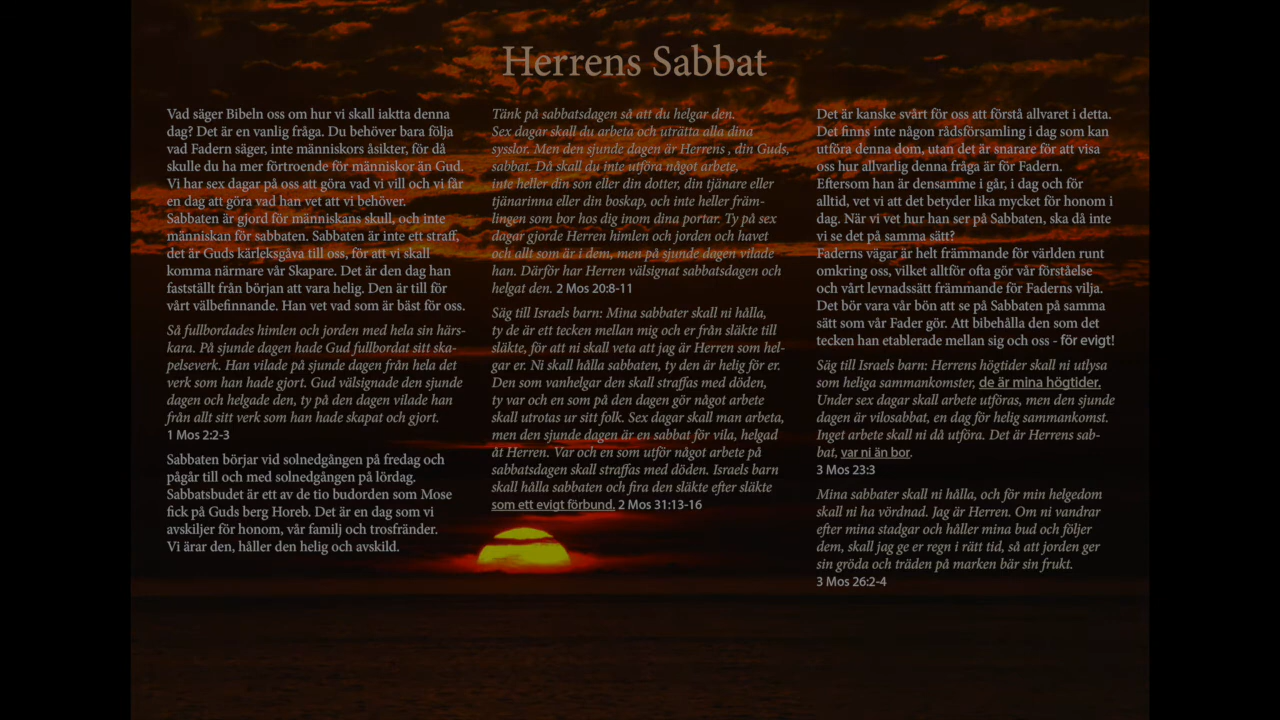 Herrens Sabbat
Vad säger Bibeln oss om hur vi skall iaktta denna
dag? Det är en vanlig fråga. Du behöver bara följa
vad Fadern säger, inte människors åsikter, för då
skulle du ha mer förtroende för människor än Gud.
Vi har sex dagar på oss att göra vad vi vill och vi får
en dag att göra vad han vet att vi behöver.
Sabbaten är gjord för människans skull, och inte
människan för sabbaten. Sabbaten är inte ett straff,
det är Guds kärleksgåva till oss, för att vi skall
komma närmare vår Skapare. Det är den dag han
fastställt från början att vara helig. Den är till för
vårt välbefinnande. Han vet vad som är bäst för oss.
Så fullbordades himlen och jorden med hela sin härs-
kara. På sjunde dagen hade Gud fullbordat sitt ska-
pelseverk. Han vilade på sjunde dagen från hela det
verk som han hade gjort. Gud välsignade den sjunde
dagen och helgade den, ty på den dagen vilade han
från allt sitt verk som han hade skapat och gjort.
1 Mos 2:2-3
Sabbaten börjar vid solnedgången på fredag och
pågår till och med solnedgången på lördag.
Sabbatsbudet är ett av de tio budorden som Mose
fick på Guds berg Horeb. Det är en dag som vi
avskiljer för honom, vår familj och trosfränder.
Vi ärar den, håller den helig och avskild.
Tänk på sabbatsdagen så att du helgar den.
Sex dagar skall du arbeta och uträtta alla dina
sysslor. Men den sjunde dagen är Herrens , din Guds,
sabbat. Då skall du inte utföra något arbete,
inte heller din son eller din dotter, din tjänare eller
tjänarinna eller din boskap, och inte heller främ-
lingen som bor hos dig inom dina portar. Ty på sex
dagar gjorde Herren himlen och jorden och havet
och allt som är i dem, men på sjunde dagen vilade
han. Därför har Herren välsignat sabbatsdagen och
helgat den. 2 Mos 20:8-11
Säg till Israels barn: Mina sabbater skall ni hålla,
ty de är ett tecken mellan mig och er från släkte till
släkte, för att ni skall veta att jag är Herren som hel-
gar er. Ni skall hålla sabbaten, ty den är helig för er.
Den som vanhelgar den skall straffas med döden,
ty var och en som på den dagen gör något arbete
skall utrotas ur sitt folk. Sex dagar skall man arbeta,
men den sjunde dagen är en sabbat för vila, helgad
åt Herren. Var och en som utför något arbete på
sabbatsdagen skall straffas med döden. Israels barn
skall hålla sabbaten och fira den släkte efter släkte
som ett evigt förbund. 2 Mos 31:13-16
Det är kanske svårt för oss att förstå allvaret i detta.
Det finns inte någon rådsförsamling i dag som kan
utföra denna dom, utan det är snarare för att visa
oss hur allvarlig denna fråga är för Fadern.
Eftersom han är densamme i går, i dag och för
alltid, vet vi att det betyder lika mycket för honom i
dag. När vi vet hur han ser på Sabbaten, ska då inte
vi se det på samma sätt?
Faderns vägar är helt främmande för världen runt
omkring oss, vilket alltför ofta gör vår förståelse
och vårt levnadssätt främmande för Faderns vilja.
Det bör vara vår bön att se på Sabbaten på samma
sätt som vår Fader gör. Att bibehålla den som det
tecken han etablerade mellan sig och oss - för evigt!
Säg till Israels barn: Herrens högtider skall ni utlysa
som heliga sammankomster, de är mina högtider.
Under sex dagar skall arbete utföras, men den sjunde
dagen är vilosabbat, en dag för helig sammankomst.
Inget arbete skall ni då utföra. Det är Herrens sab-
bat, var ni än bor.
3 Mos 23:3
Mina sabbater skall ni hålla, och för min helgedom
skall ni ha vördnad. Jag är Herren. Om ni vandrar
efter mina stadgar och håller mina bud och följer
dem, skall jag ge er regn i rätt tid, så att jorden ger
sin gröda och träden på marken bär sin frukt.
3 Mos 26:2-4